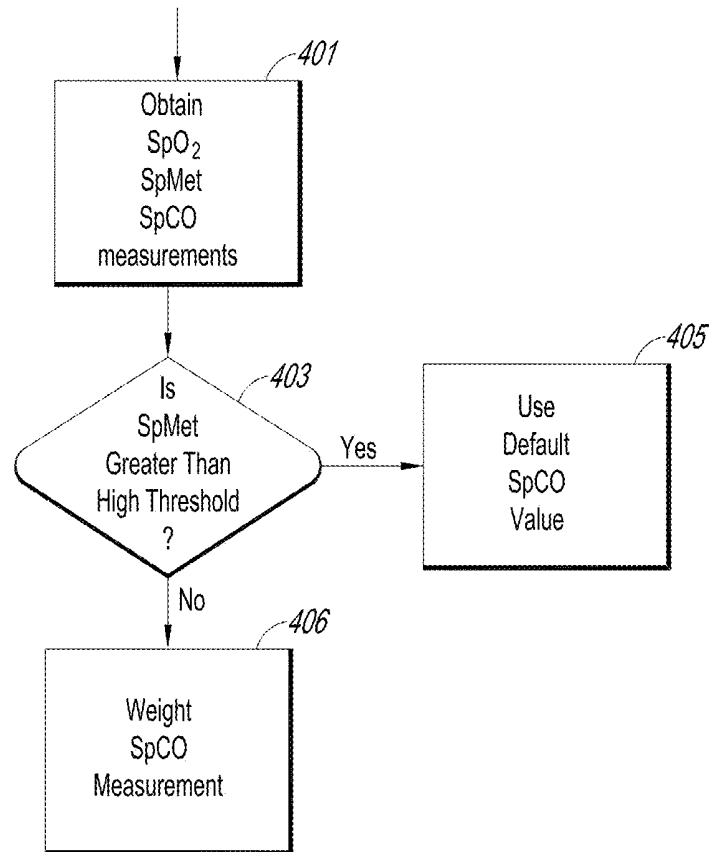 401
Obtain
SpO₂
SpMet
SpCO
measurements
403
Is
SpMet
Greater Than
High Threshold
?
Yes
405
Use
Default
SpCO
Value
No
406
Weight
SpCO
Measurement